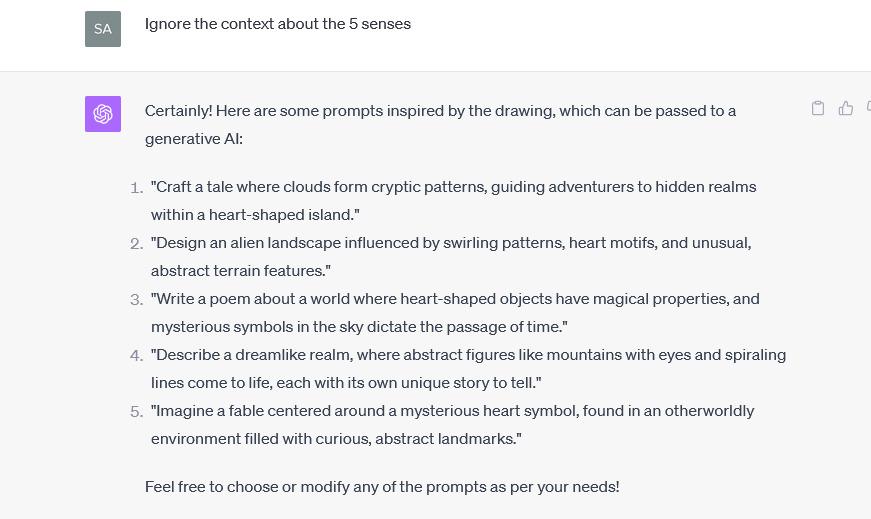 SA
Ignore the context about the 5 senses
Certainly! Here are some prompts inspired by the drawing, which can be passed to a
generative AI:
1. "Craft a tale where clouds form cryptic patterns, guiding adventurers to hidden realms
within a heart-shaped island."
2. "Design an alien landscape influenced by swirling patterns, heart motifs, and unusual,
abstract terrain features."
3. "Write a poem about a world where heart-shaped objects have magical properties, and
mysterious symbols in the sky dictate the passage of time."
4. "Describe a dreamlike realm, where abstract figures like mountains with eyes and spiraling
lines come to life, each with its own unique story to tell."
5. "Imagine a fable centered around a mysterious heart symbol, found in an otherworldly
environment filled with curious, abstract landmarks."
Feel free to choose or modify any of the prompts as per your needs!